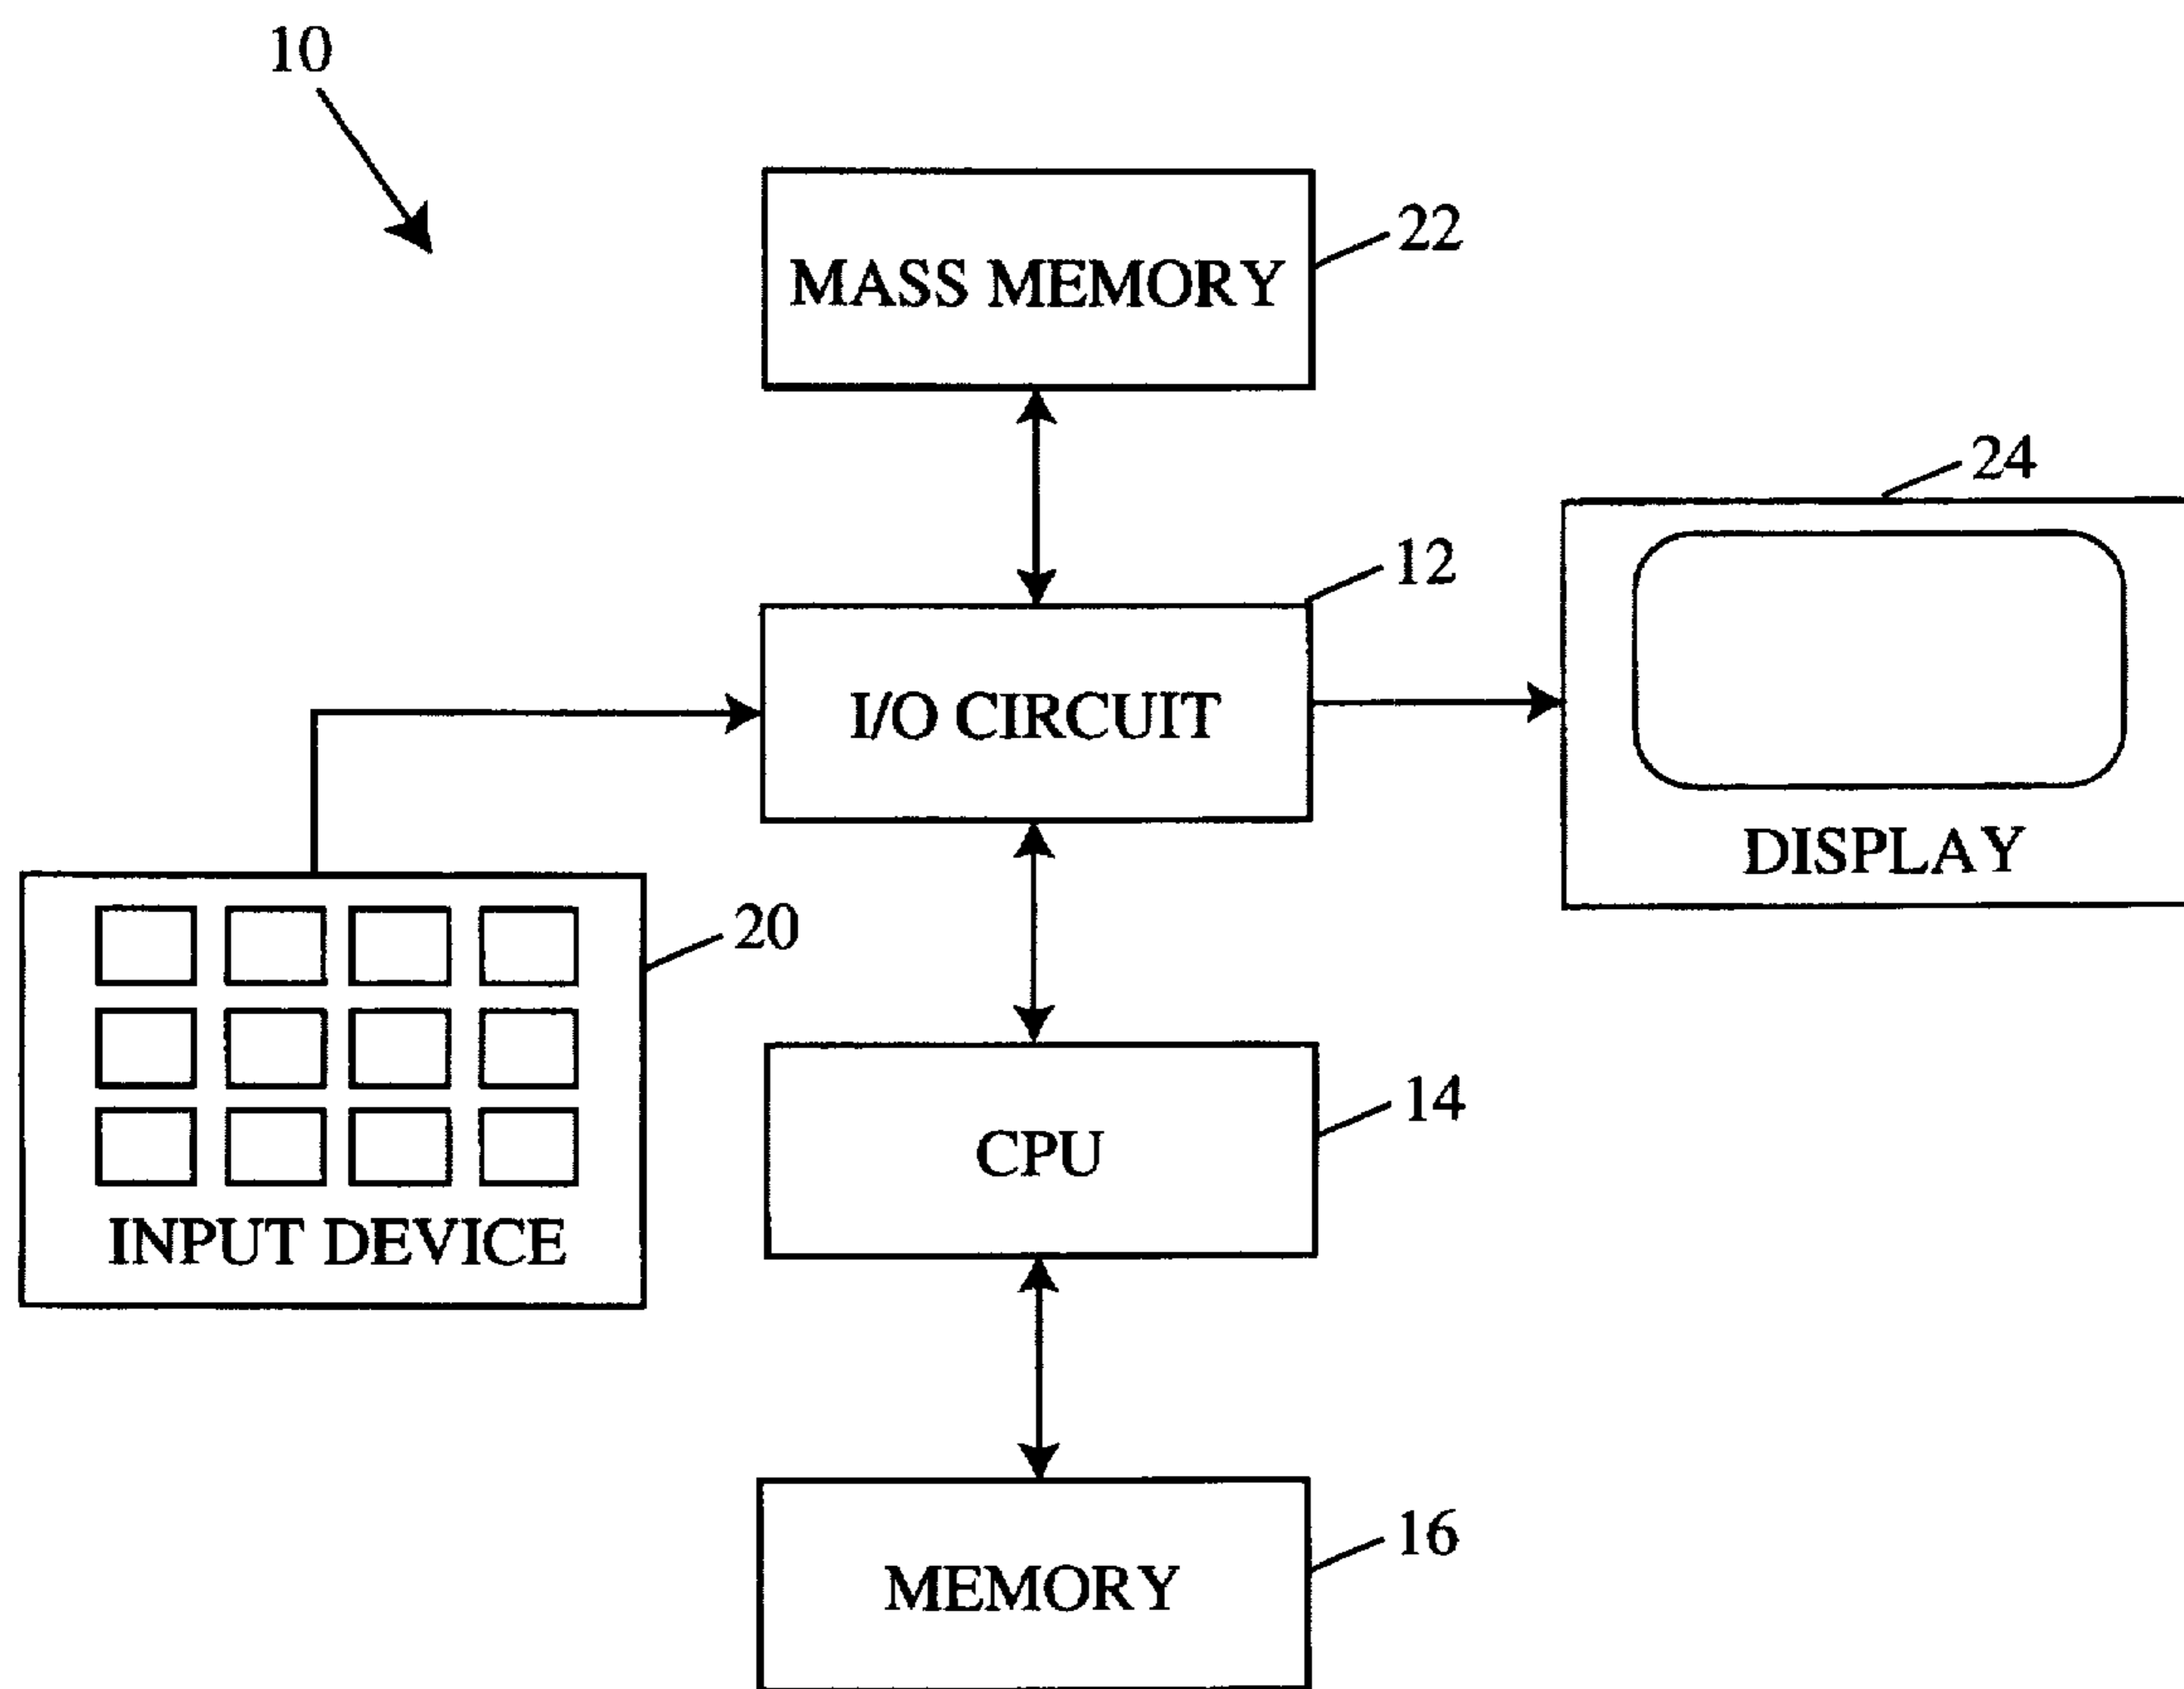 10
22
MASS MEMORY
24
12
I/O CIRCUIT
DISPLAY
20
14
CPU
INPUT DEVICE
16
MEMORY